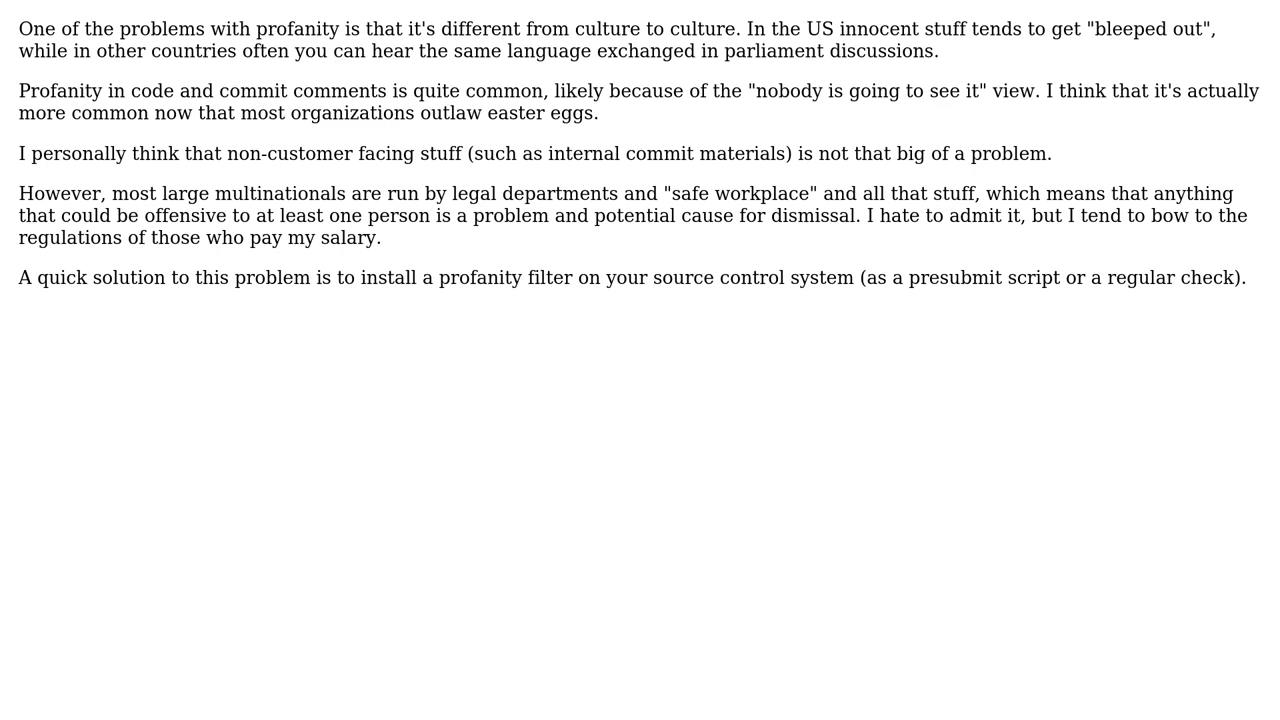 One of the problems with profanity is that it's different from culture to culture. In the US innocent stuff tends to get "bleeped out",
while in other countries often you can hear the same language exchanged in parliament discussions.
Profanity in code and commit comments is quite common, likely because of the "nobody is going to see it" view. I think that it's actually
more common now that most organizations outlaw easter eggs.
I personally think that non-customer facing stuff (such as internal commit materials) is not that big of a problem.
However, most large multinationals are run by legal departments and "safe workplace" and all that stuff, which means that anything
that could be offensive to at least one person is a problem and potential cause for dismissal. I hate to admit it, but I tend to bow to the
regulations of those who pay my salary.
A quick solution to this problem is to install a profanity filter on your source control system (as a presubmit script or a regular check).